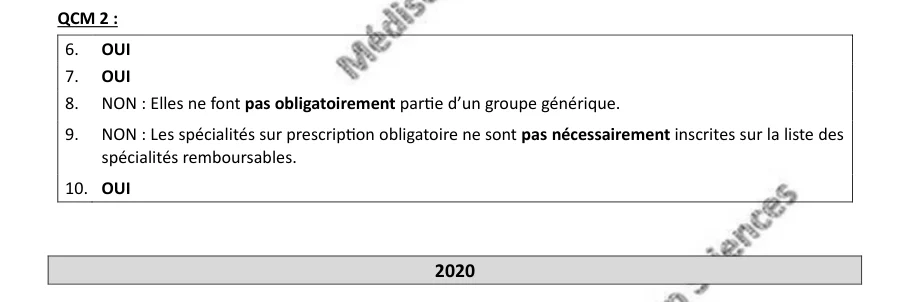 QCM 2 :
6. OUI
7. OUI
8. NON : Elles ne font pas obligatoirement partie d’un groupe générique.
9. NON : Les spécialités sur prescription obligatoire ne sont pas nécessairement inscrites sur la liste des
spécialités remboursables.
10. OUI
2020